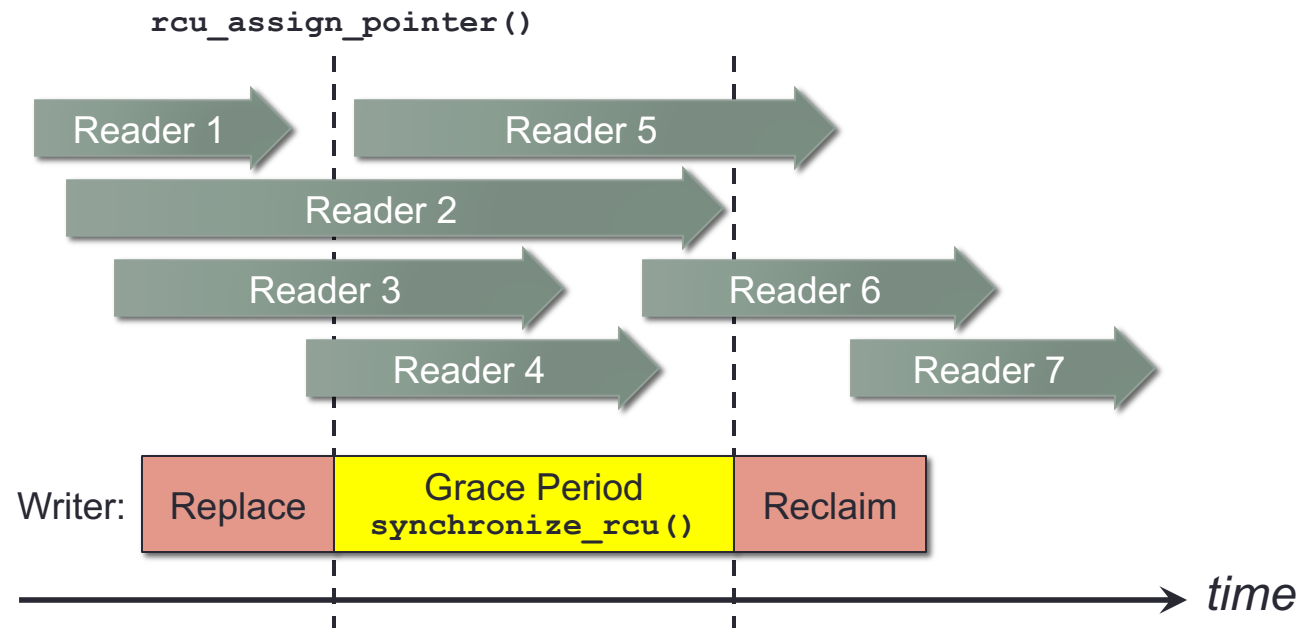 rcu_assign_pointer()
Reader 1
Reader 5
Reader 2
Reader 3
Reader 6
Reader 4
Reader 7
Writer:
Replace
Grace Period
synchronize_rcu()
Reclaim
time